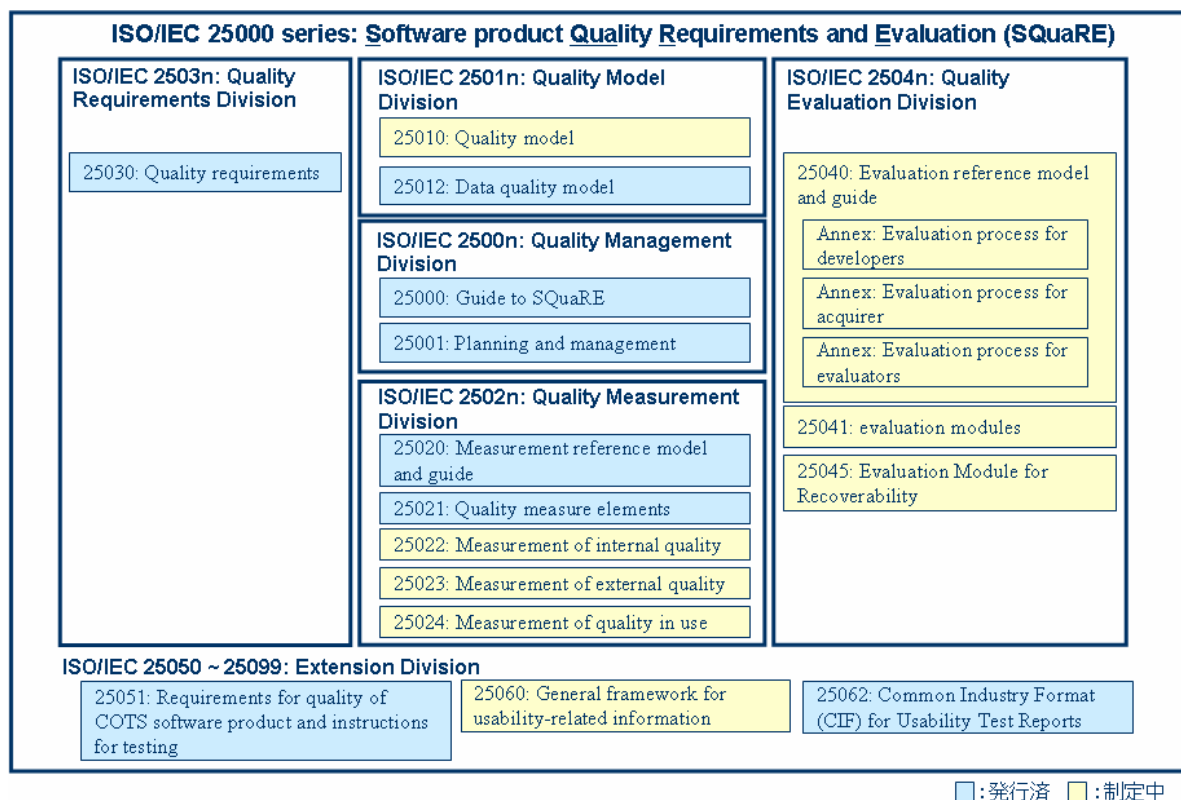 ISO/IEC 25000 series: Software product Quality Requirements and Evaluation (SQuaRE)
ISO/IEC 2503n: Quality
Requirements Division
25030: Quality requirements
ISO/IEC 2501n: Quality Model
Division
25010: Quality model
25012: Data quality model
ISO/IEC 2500n: Quality Management
Division
25000: Guide to SQuaRE
25001: Planning and management
ISO/IEC 2502n: Quality Measurement
Division
25020: Measurement reference model
and guide
25021: Quality measure elements
25022: Measurement of internal quality
25023: Measurement of external quality
25024: Measurement of quality in use
ISO/IEC 2504n: Quality
Evaluation Division
25040: Evaluation reference model
and guide
Annex: Evaluation process for
developers
Annex: Evaluation process for
acquirer
Annex: Evaluation process for
evaluators
25041: evaluation modules
25045: Evaluation Module for
Recoverability
ISO/IEC 25050 ~ 25099: Extension Division
25051: Requirements for quality of
COTS software product and instructions
for testing
25060: General framework for
usability-related information
25062: Common Industry Format
(CIF) for Usability Test Reports
:発行済 :制定中